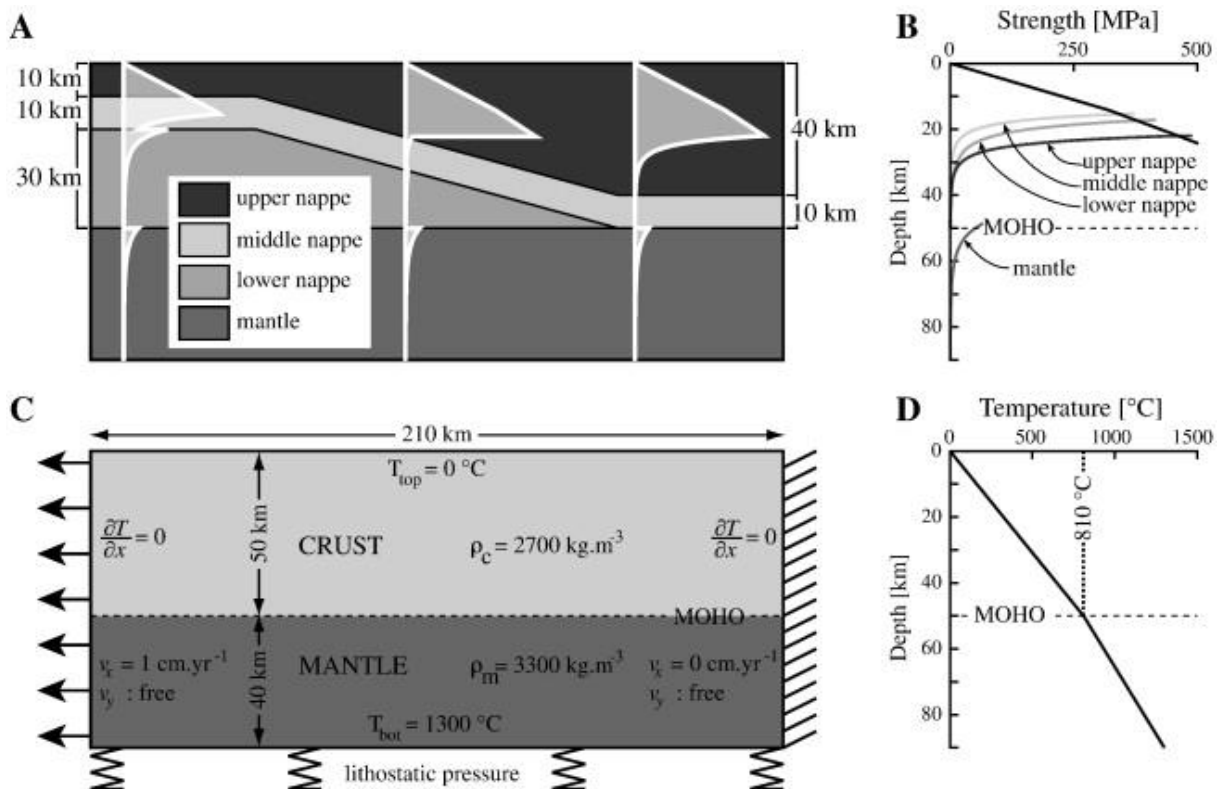 A
10 km
10 km
30 km
40 km
10 km
upper nappe
middle nappe
lower nappe
mantle
B
Strength [MPa]
0
250
500
0
20
40
60
80
Depth [km]
upper nappe
middle nappe
lower nappe
MOHO
mantle
C
210 km
T_top = 0 °C
∂T/∂x = 0
50 km
CRUST
ρ_c = 2700 kg.m⁻³
∂T/∂x = 0
MOHO
40 km
v_x = 1 cm.yr⁻¹
v_y : free
MANTLE
ρ_m = 3300 kg.m⁻³
v_x = 0 cm.yr⁻¹
v_y : free
T_bot = 1300 °C
lithostatic pressure
D
Temperature [°C]
0
500
1000
1500
0
20
40
60
80
Depth [km]
810 °C
MOHO